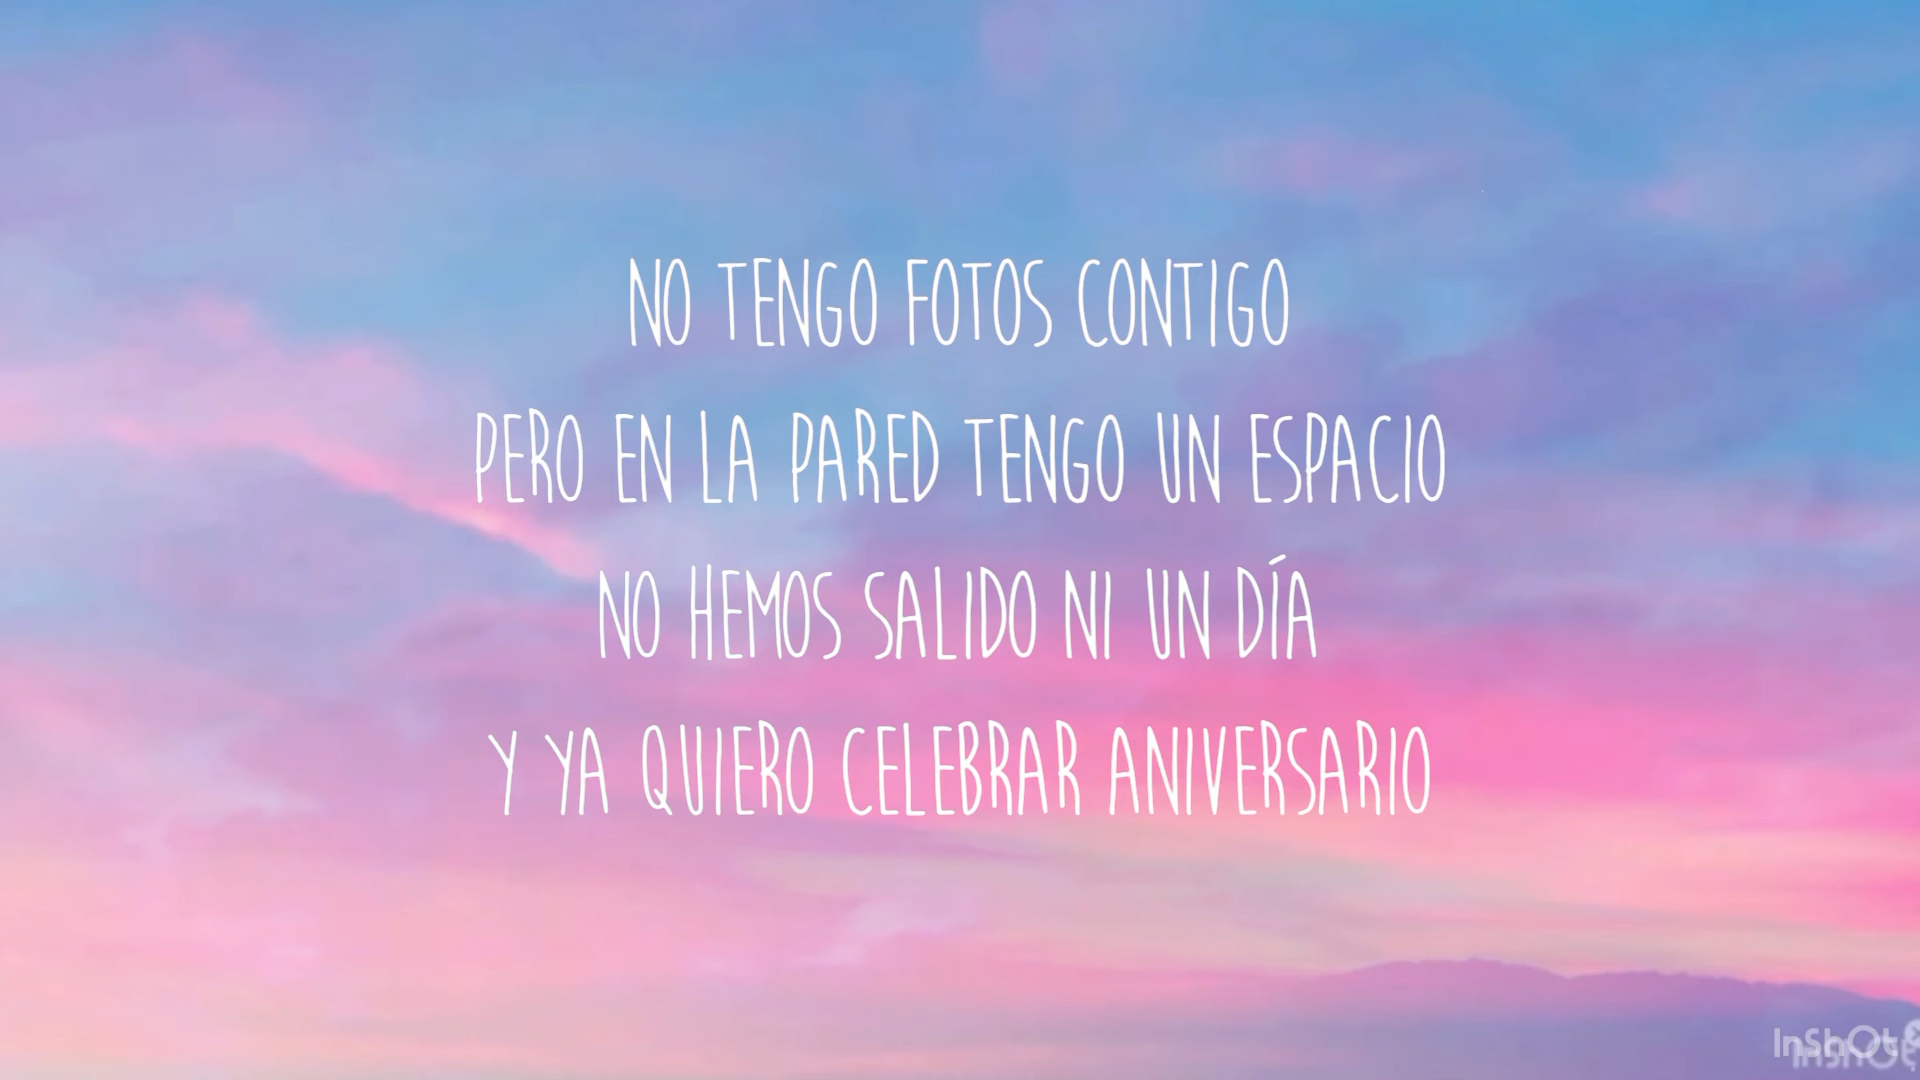 NO TENGO FOTOS CONTIGO
PERO EN LA PARED TENGO UN ESPACIO
NO HEMOS SALIDO NI UN DÍA
Y YA QUIERO CELEBRAR ANIVERSARIO
InShOt
InShOt